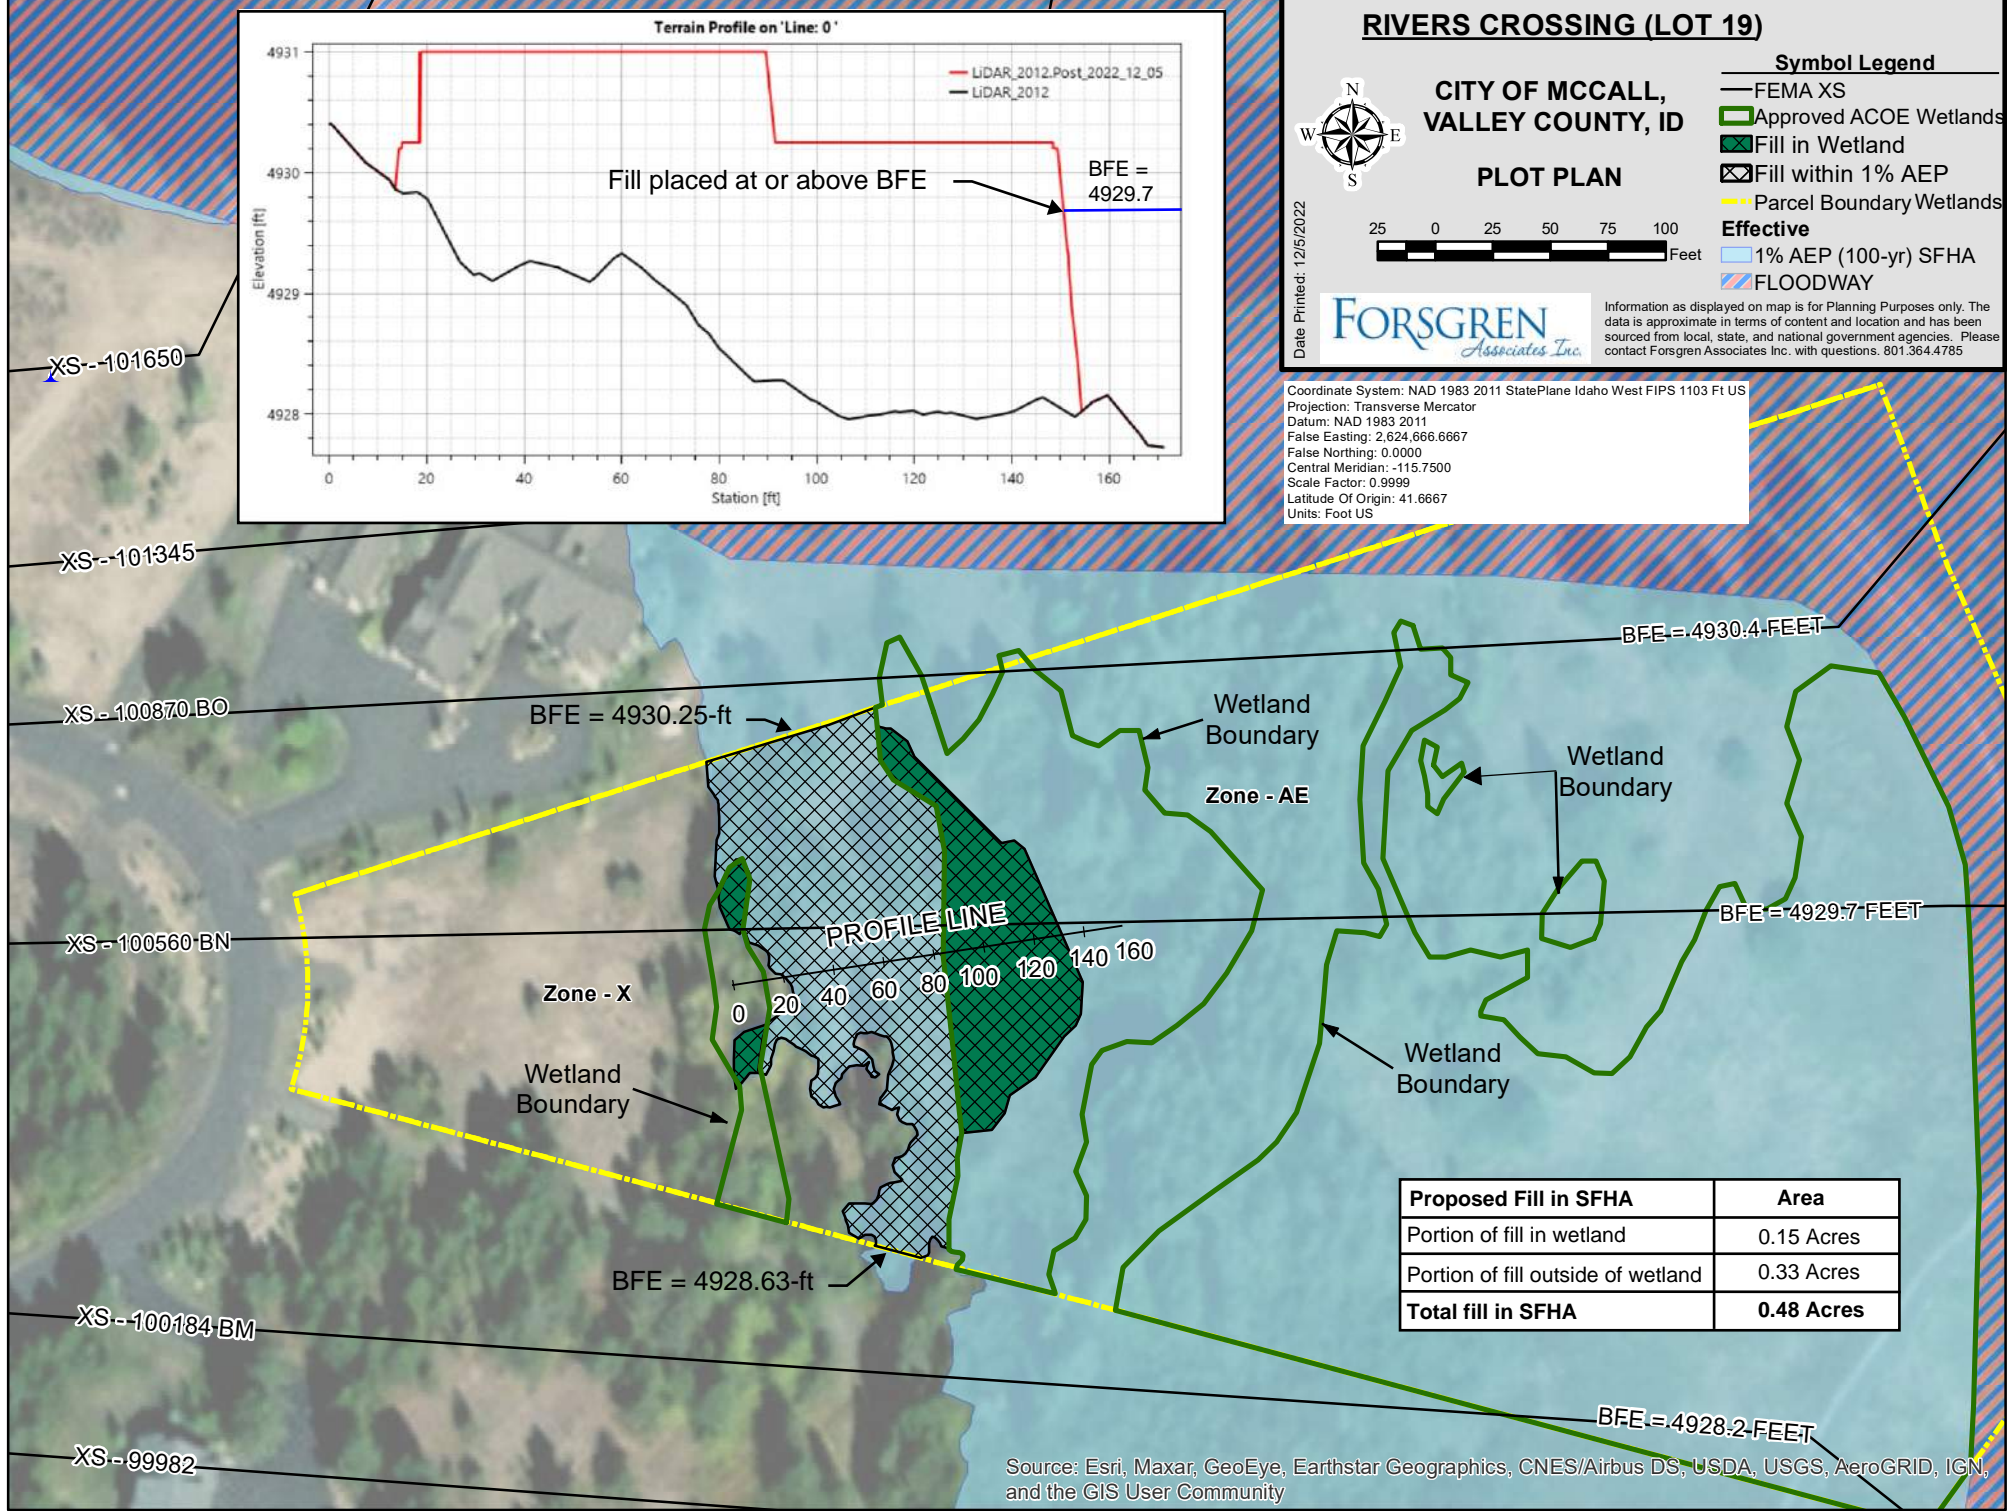 Terrain Profile on 'Line: 0 '
4931
4930
4929
4928
Elevation [ft]
LiDAR_2012.Post_2022_12_05
LiDAR_2012
Fill placed at or above BFE
BFE =
4929.7
0 20 40 60 80 100 120 140 160
Station [ft]
RIVERS CROSSING (LOT 19)
CITY OF MCCALL,
VALLEY COUNTY, ID
PLOT PLAN
N
W E
S
25 0 25 50 75 100
Feet
Date Printed: 12/5/2022
Symbol Legend
FEMA XS
Approved ACOE Wetlands
Fill in Wetland
Fill within 1% AEP
Parcel Boundary Wetlands
Effective
1% AEP (100-yr) SFHA
FLOODWAY
FORSGREN
Associates Inc.
Information as displayed on map is for Planning Purposes only. The
data is approximate in terms of content and location and has been
sourced from local, state, and national government agencies. Please
contact Forsgren Associates Inc. with questions. 801.364.4785
Coordinate System: NAD 1983 2011 StatePlane Idaho West FIPS 1103 Ft US
Projection: Transverse Mercator
Datum: NAD 1983 2011
False Easting: 2,624,666.6667
False Northing: 0.0000
Central Meridian: -115.7500
Scale Factor: 0.9999
Latitude Of Origin: 41.6667
Units: Foot US
XS - 101650
XS - 101345
XS - 100870 BO
BFE = 4930.4 FEET
BFE = 4930.25-ft
Wetland
Boundary
Wetland
Boundary
Zone - AE
XS - 100560 BN
BFE = 4929.7 FEET
PROFILE LINE
0 20 40 60 80 100 120 140 160
Zone - X
Wetland
Boundary
Wetland
Boundary
BFE = 4928.63-ft
Proposed Fill in SFHA Area
Portion of fill in wetland 0.15 Acres
Portion of fill outside of wetland 0.33 Acres
Total fill in SFHA 0.48 Acres
XS - 100184 BM
BFE = 4928.2 FEET
XS - 99982
Source: Esri, Maxar, GeoEye, Earthstar Geographics, CNES/Airbus DS, USDA, USGS, AeroGRID, IGN,
and the GIS User Community